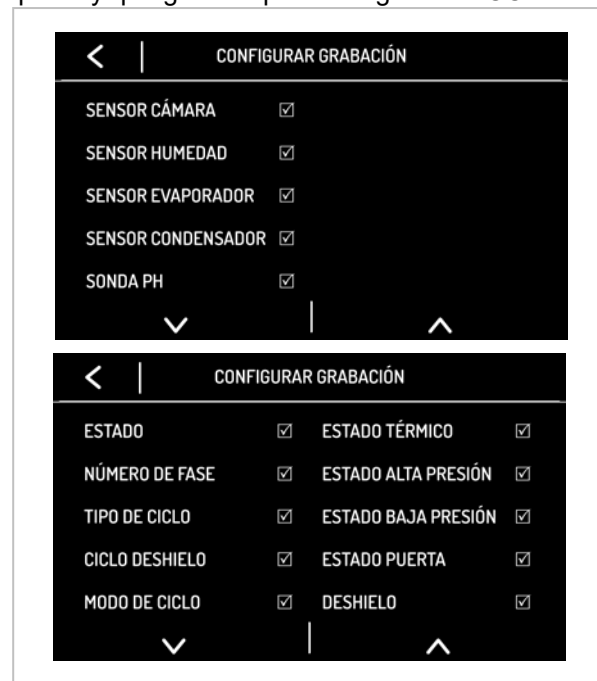 CONFIGURAR GRABACIÓN
SENSOR CÁMARA
SENSOR HUMEDAD
SENSOR EVAPORADOR
SENSOR CONDENSADOR
SONDA PH
CONFIGURAR GRABACIÓN
ESTADO ESTADO TÉRMICO
NÚMERO DE FASE ESTADO ALTA PRESIÓN
TIPO DE CICLO ESTADO BAJA PRESIÓN
CICLO DESHIELO ESTADO PUERTA
MODO DE CICLO DESHIELO